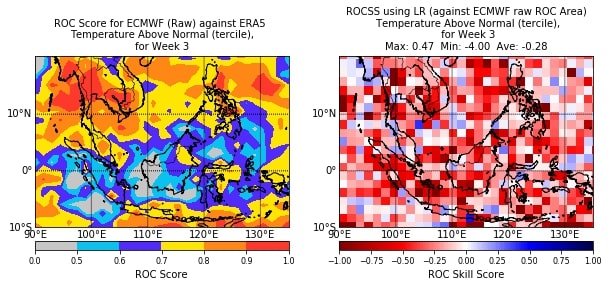 ROC Score for ECMWF (Raw) against ERA5
Temperature Above Normal (tercile),
for Week 3
10°N
0°
10°S
90°E 100°E 110°E 120°E 130°E
0.0 0.5 0.6 0.7 0.8 0.9 1.0
ROC Score
ROCSS using LR (against ECMWF raw ROC Area)
Temperature Above Normal (tercile),
for Week 3
Max: 0.47 Min: -4.00 Ave: -0.28
10°N
0°
10°S
90°E 100°E 110°E 120°E 130°E
−1.00 −0.75 −0.50 −0.25 0.00 0.25 0.50 0.75 1.00
ROC Skill Score